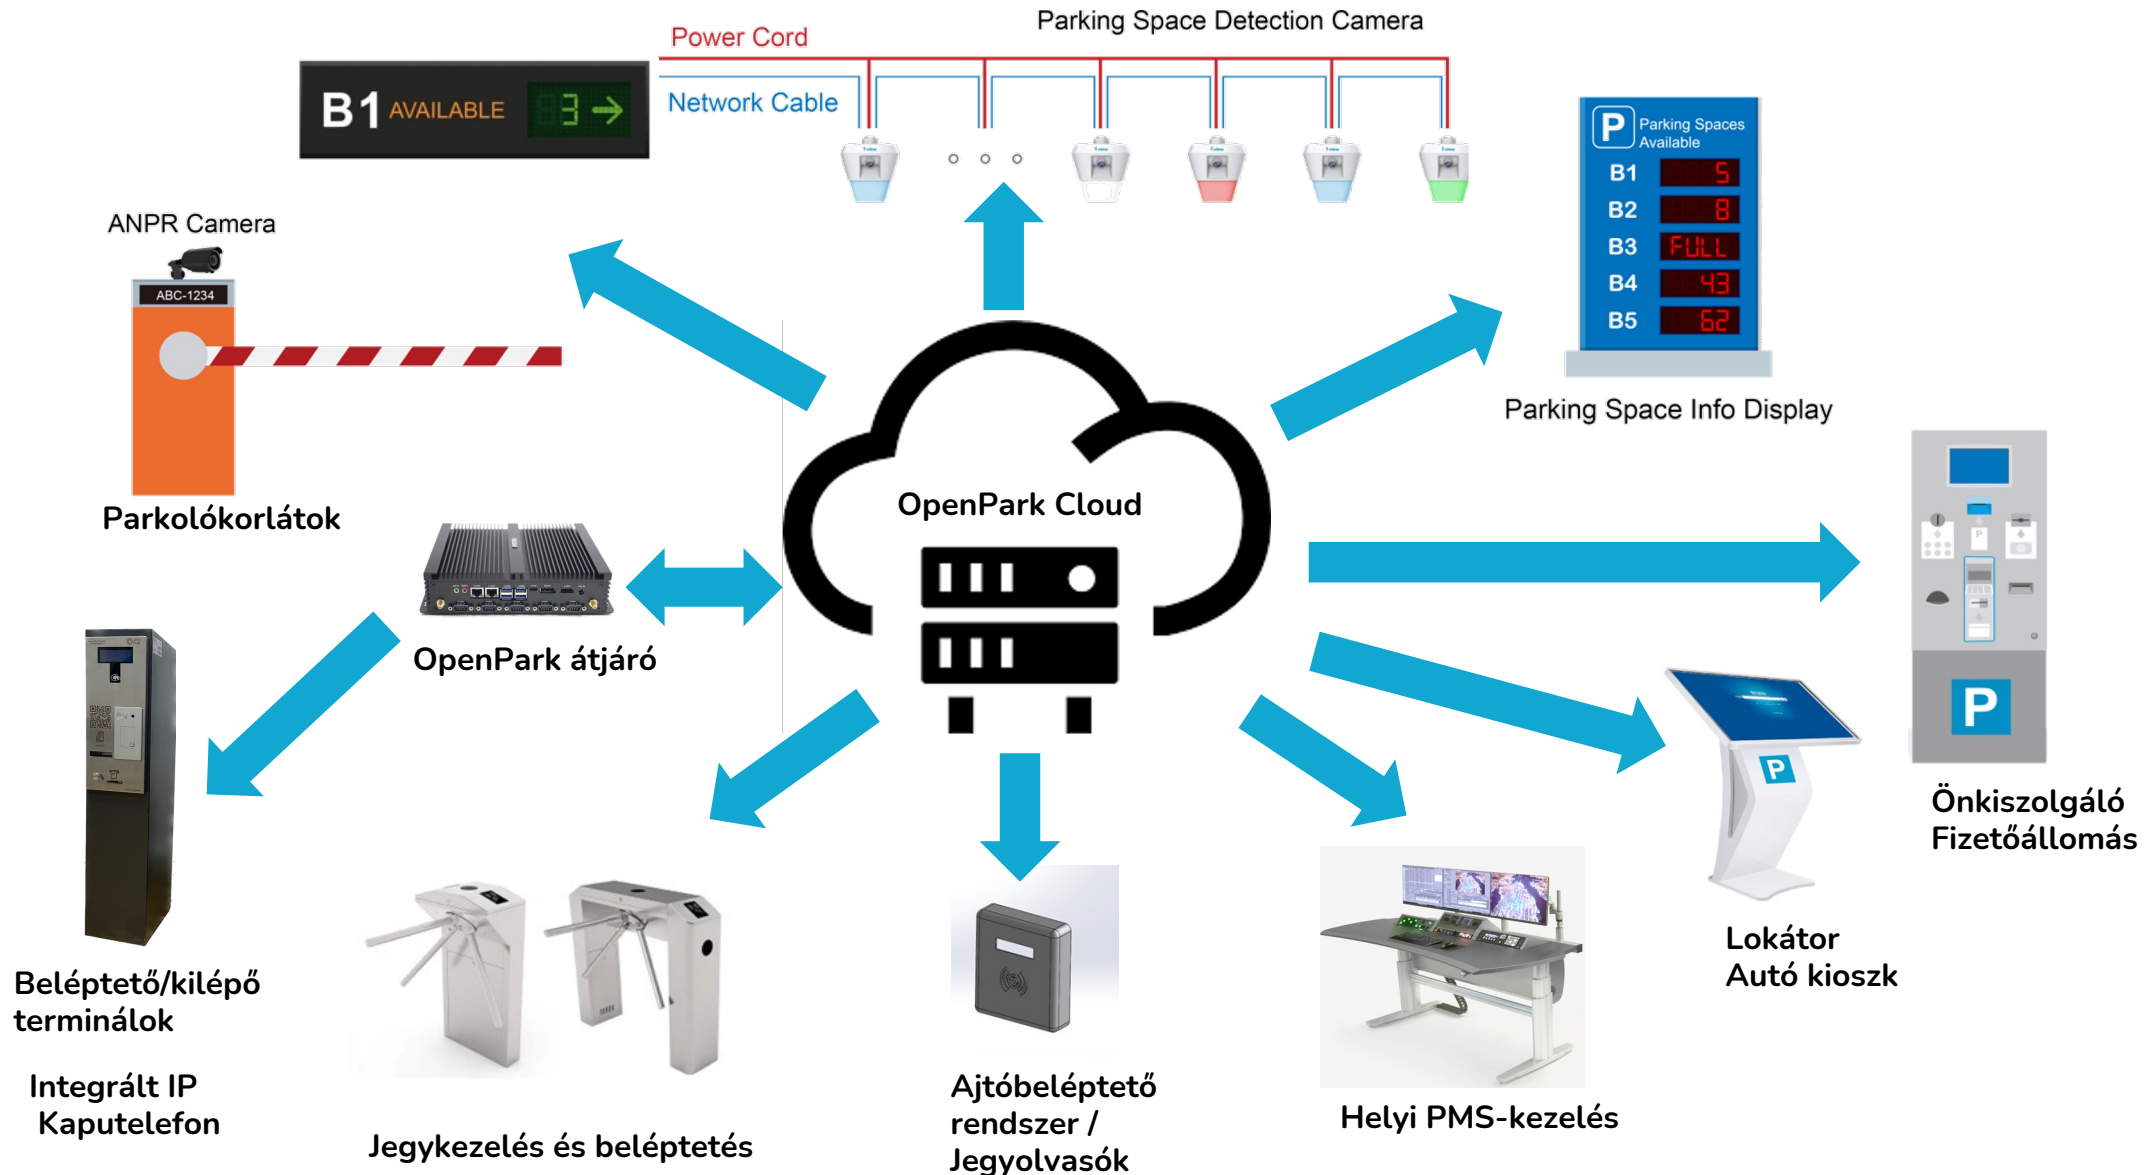 Parking Space Detection Camera
Power Cord
Network Cable
B1 AVAILABLE 3 →
P Parking Spaces
Available
B1 5
B2 8
B3 FULL
B4 43
B5 62
Parking Space Info Display
ANPR Camera
ABC-1234
Parkolókorlátok
OpenPark Cloud
OpenPark átjáró
P
P
Önkiszolgáló
Fizetőállomás
Lokátor
Autó kioszk
Beléptető/kilépő
terminálok
Integrált IP
Kaputelefon
Jegykezelés és beléptetés
Ajtóbeléptető
rendszer /
Jegyolvasók
Helyi PMS-kezelés